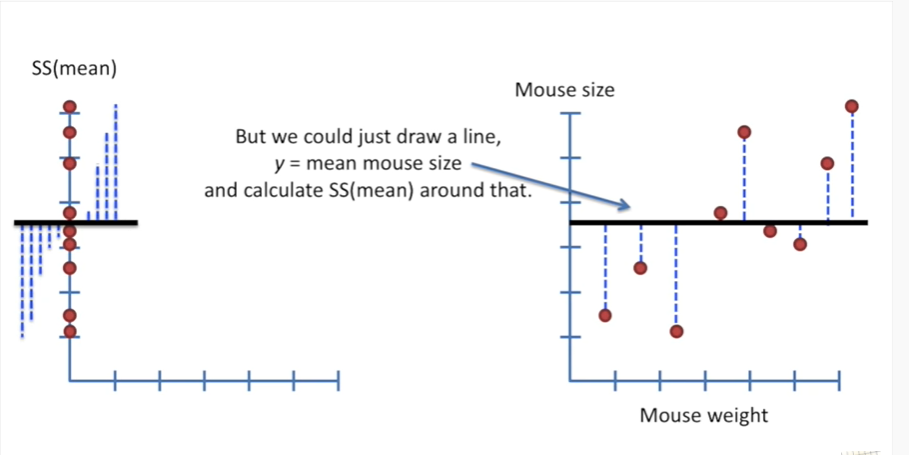 SS(mean)
Mouse size
But we could just draw a line,
y = mean mouse size
and calculate SS(mean) around that.
Mouse weight